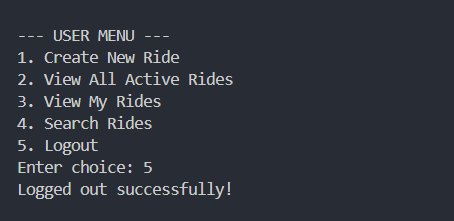 --- USER MENU ---
1. Create New Ride
2. View All Active Rides
3. View My Rides
4. Search Rides
5. Logout
Enter choice: 5
Logged out successfully!